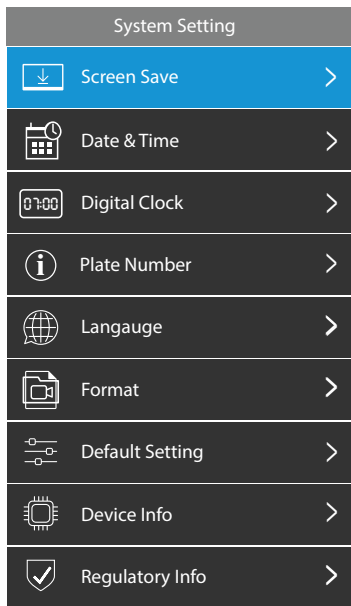 System Setting
Screen Save
Date & Time
07:00 Digital Clock
Plate Number
Langauge
Format
Default Setting
Device Info
Regulatory Info